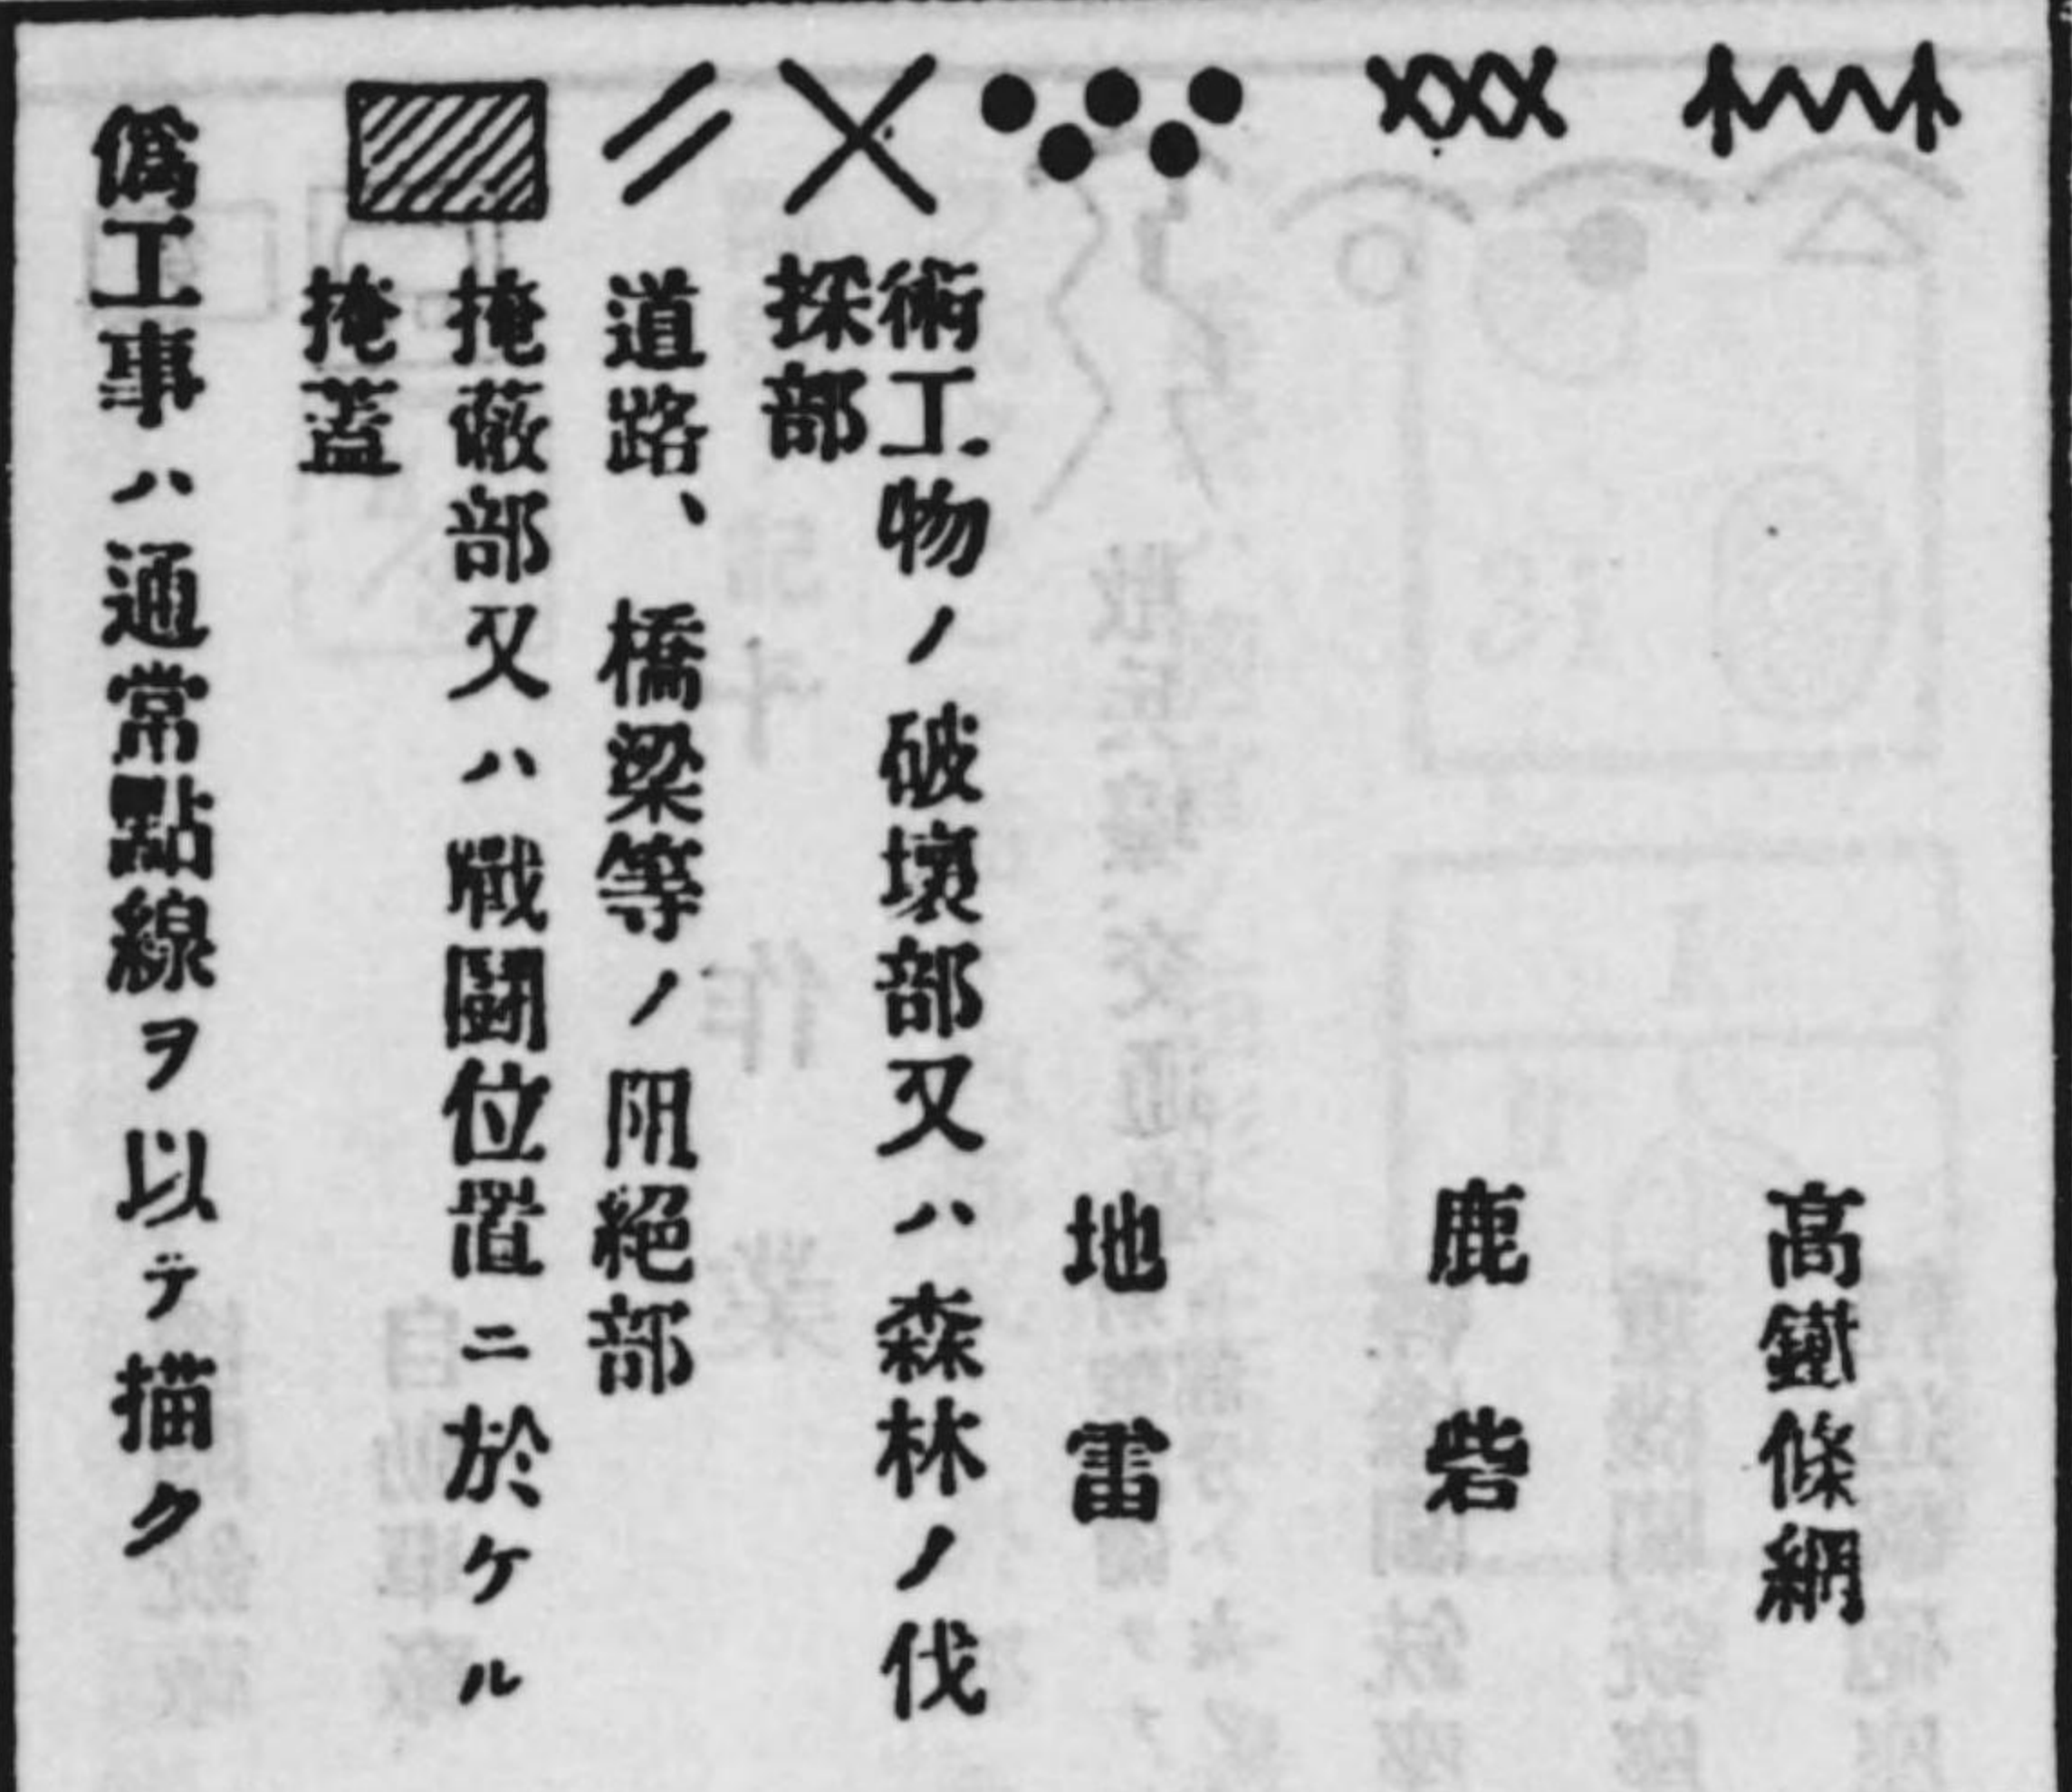 高鐵條網
鹿砦
地雷
術工物ノ破壞部又ハ森林ノ伐
採部
道路、橋梁等ノ阻絕部
掩蔽部又ハ戰鬪位置ニ於ケル
掩蓋
僞工事ハ通常點線ヲ以テ描ク